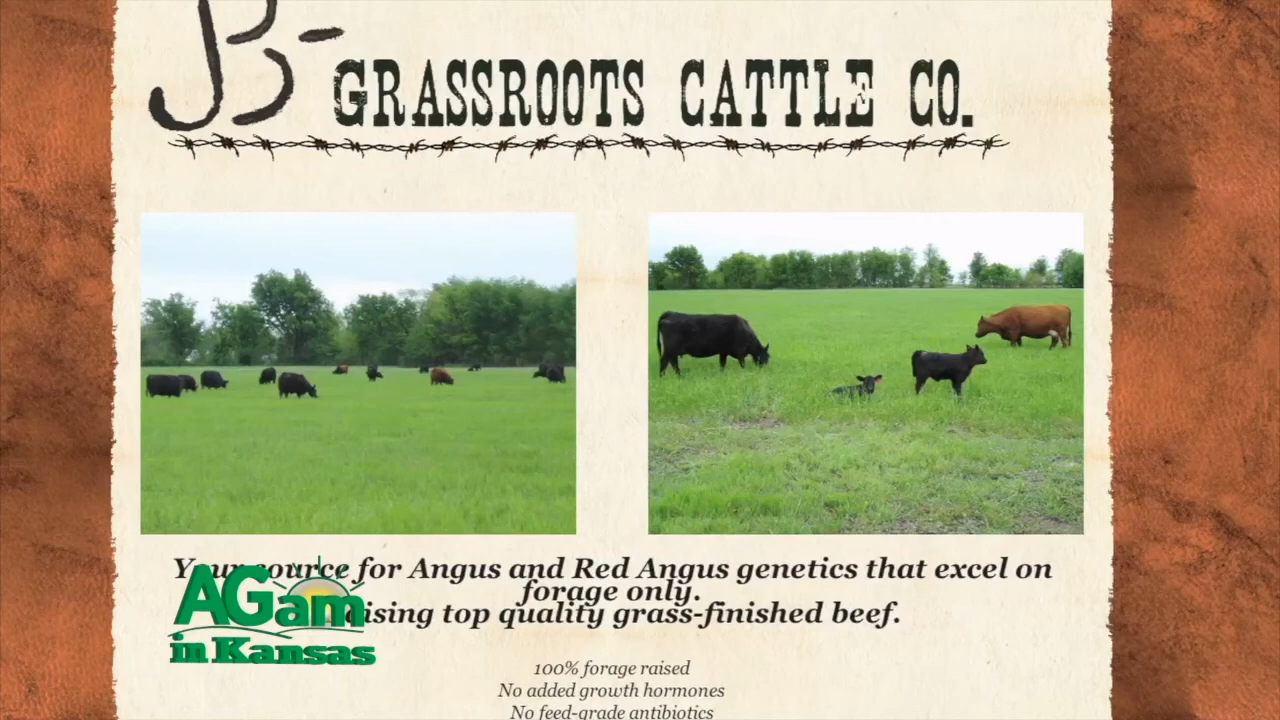 GRASSROOTS CATTLE CO.
Your source for Angus and Red Angus genetics that excel on
forage only.
Raising top quality grass-finished beef.
AGam
in Kansas
100% forage raised
No added growth hormones
No feed-grade antibiotics